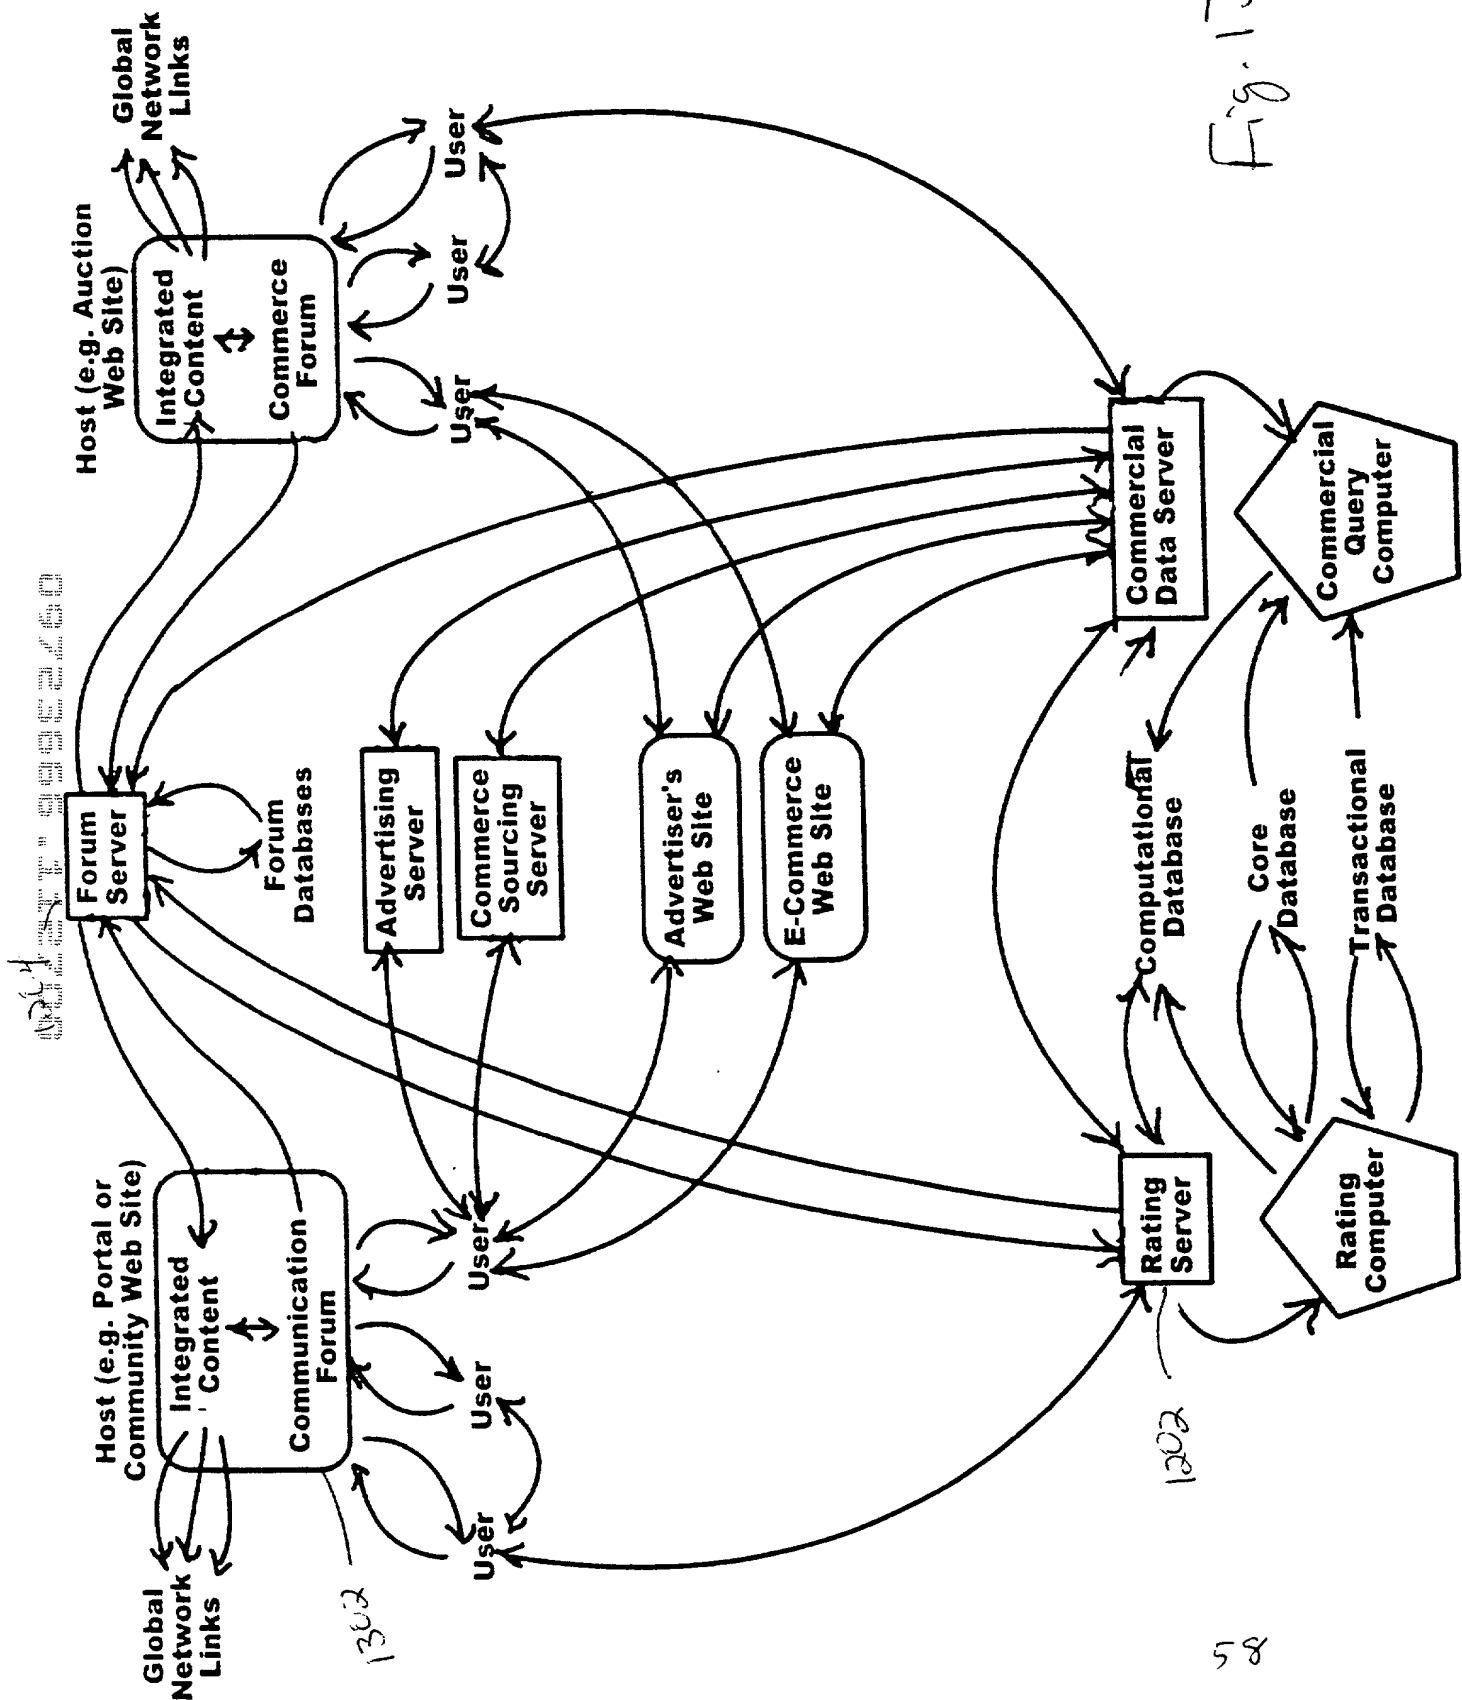 Host (e.g. Portal or
Community Web Site)
Global
Network
Links
Integrated
Content
Communication
Forum
1302
User
User
User
Forum
Server
Forum
Databases
Host (e.g. Auction
Web Site)
Integrated
Content
Commerce
Forum
Global
Network
Links
User
User
User
Advertising
Server
Commerce
Sourcing
Server
Advertiser's
Web Site
E-Commerce
Web Site
Rating
Server
1202
Rating
Computer
Computational
Database
Core
Database
Transactional
Database
Commercial
Data Server
Commercial
Query
Computer
58